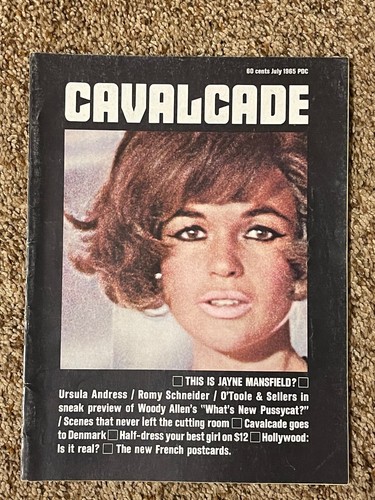 60 cents July 1965 PDC
CAVALCADE
□ THIS IS JAYNE MANSFIELD? □
Ursula Andress / Romy Schneider / O'Toole & Sellers in
sneak preview of Woody Allen's "What's New Pussycat?"
/ Scenes that never left the cutting room □ Cavalcade goes
to Denmark □ Half-dress your best girl on $12 □ Hollywood:
Is it real? □ The new French postcards.